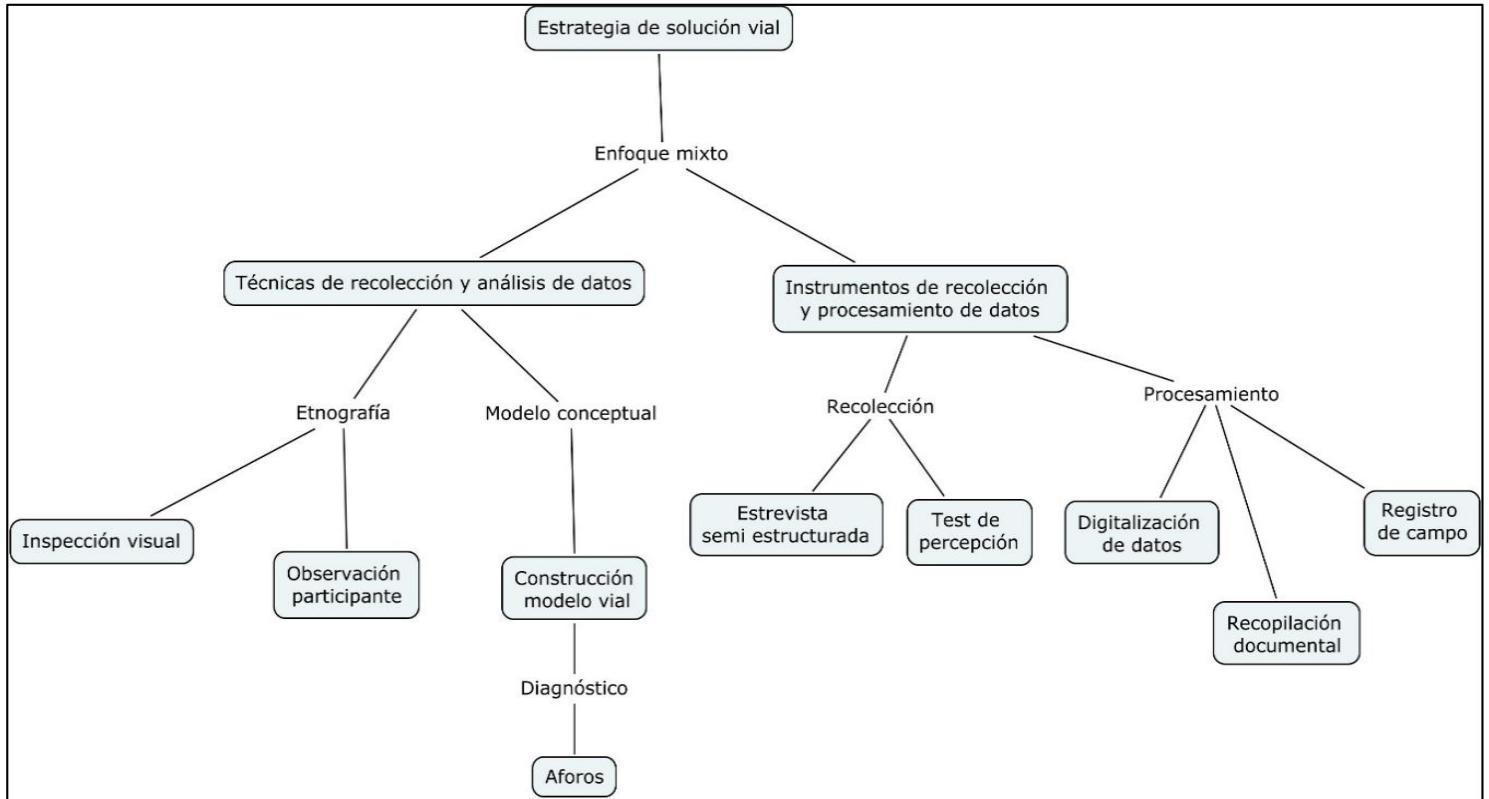 Estrategia de solución vial
Enfoque mixto
Técnicas de recolección y análisis de datos
Instrumentos de recolección
y procesamiento de datos
Etnografía
Modelo conceptual
Recolección
Procesamiento
Inspección visual
Observación
participante
Construcción
modelo vial
Estrevista
semi estructurada
Test de
percepción
Digitalización
de datos
Recopilación
documental
Registro
de campo
Diagnóstico
Aforos